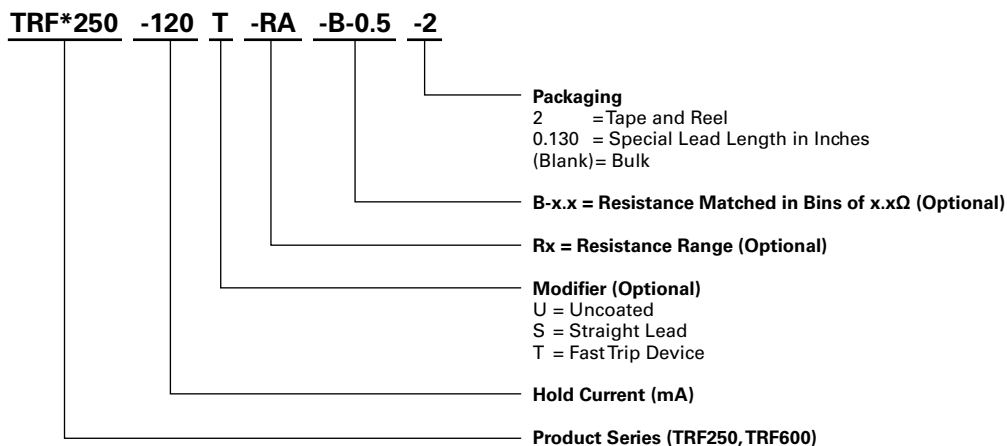 TRF*250 -120 T -RA -B-0.5 -2
Packaging
2 = Tape and Reel
0.130 = Special Lead Length in Inches
(Blank)= Bulk
B-x.x = Resistance Matched in Bins of x.xΩ (Optional)
Rx = Resistance Range (Optional)
Modifier (Optional)
U = Uncoated
S = Straight Lead
T = Fast Trip Device
Hold Current (mA)
Product Series (TRF250, TRF600)